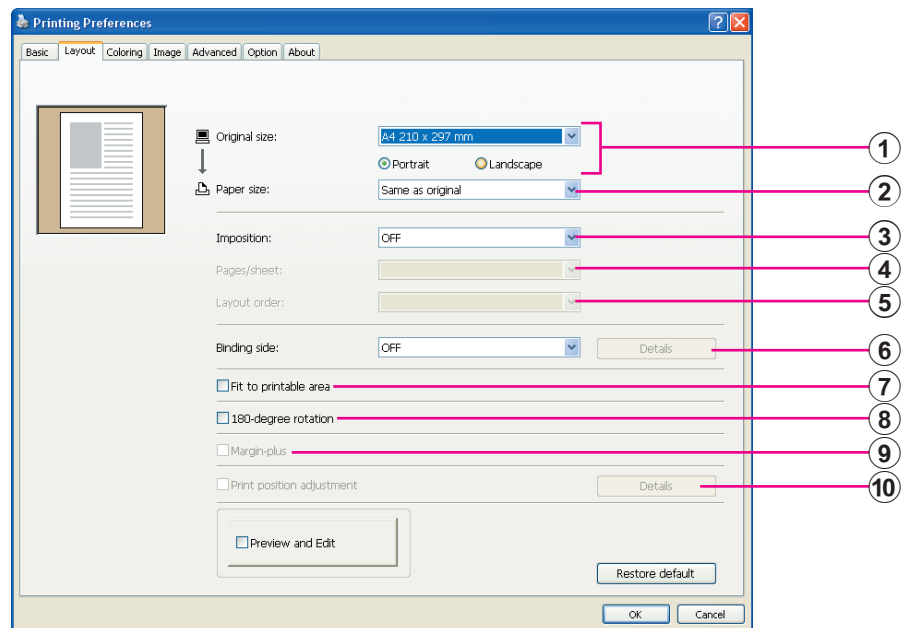 Printing Preferences
Basic Layout Coloring Image Advanced Option About
Original size: A4 210 x 297 mm
1
Portrait Landscape
Paper size: Same as original
2
Imposition: OFF
3
Pages/sheet:
4
Layout order:
5
Binding side: OFF Details
6
Fit to printable area
7
180-degree rotation
8
Margin-plus
9
Print position adjustment Details
10
Preview and Edit
Restore default
OK Cancel